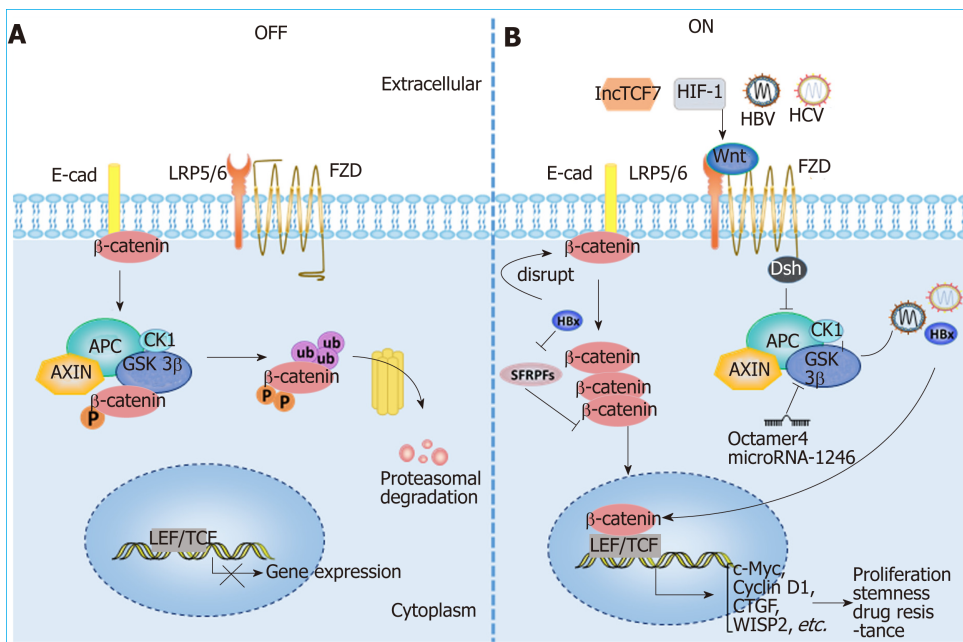 A
OFF
Extracellular
E-cad
LRP5/6
FZD
β-catenin
APC
CK1
AXIN
GSK 3β
β-catenin
P
ub
ub
ub
β-catenin
P
P
Proteasomal
degradation
LEF/TCF
Gene expression
Cytoplasm
B
ON
lncTCF7
HIF-1
HBV
HCV
Wnt
E-cad
LRP5/6
FZD
β-catenin
disrupt
Dsh
HBx
SFRPFs
β-catenin
β-catenin
β-catenin
APC
CK1
AXIN
GSK
3β
HBx
Octamer4
microRNA-1246
β-catenin
LEF/TCF
c-Myc,
Cyclin D1,
CTGF,
WISP2, etc.
Proliferation
stemness
drug resis
-tance